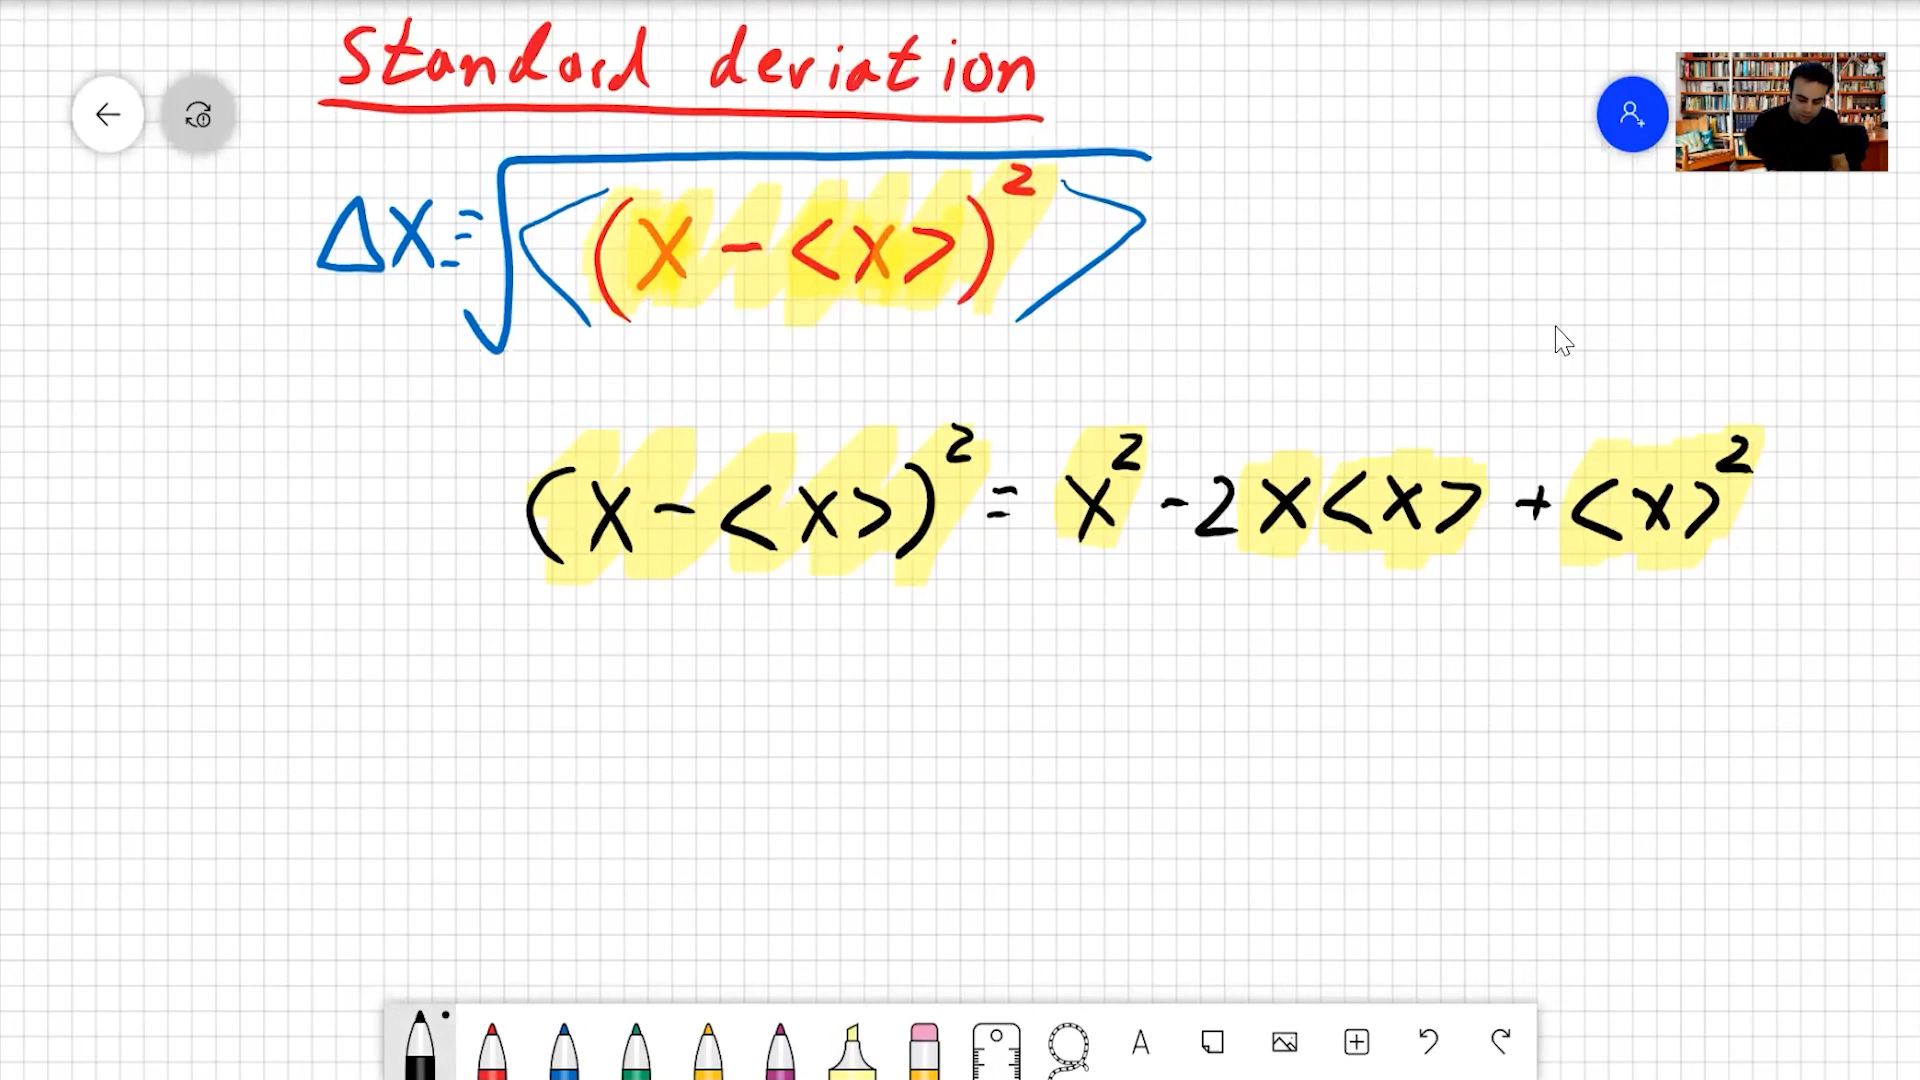 Standard deviation
ΔX ≡ √<(X - <X>)²>
(X - <X>)² = X² - 2X<X> + <X>²
A